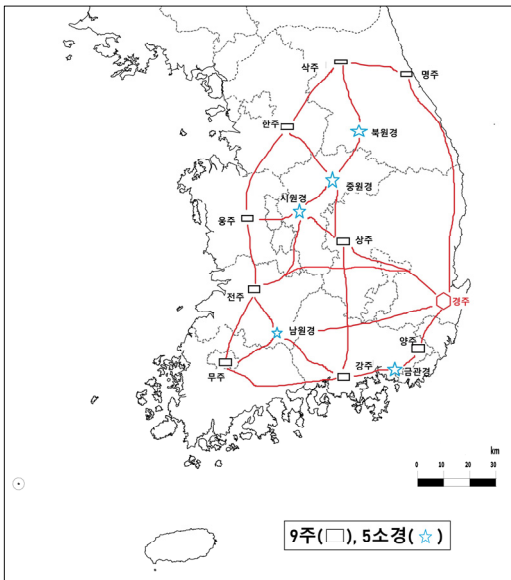 삭주
명주
한주
북원경
중원경
시원경
웅주
상주
전주
경주
남원경
양주
무주
강주
금관경
km
0 10 20 30
9주(□), 5소경(☆)